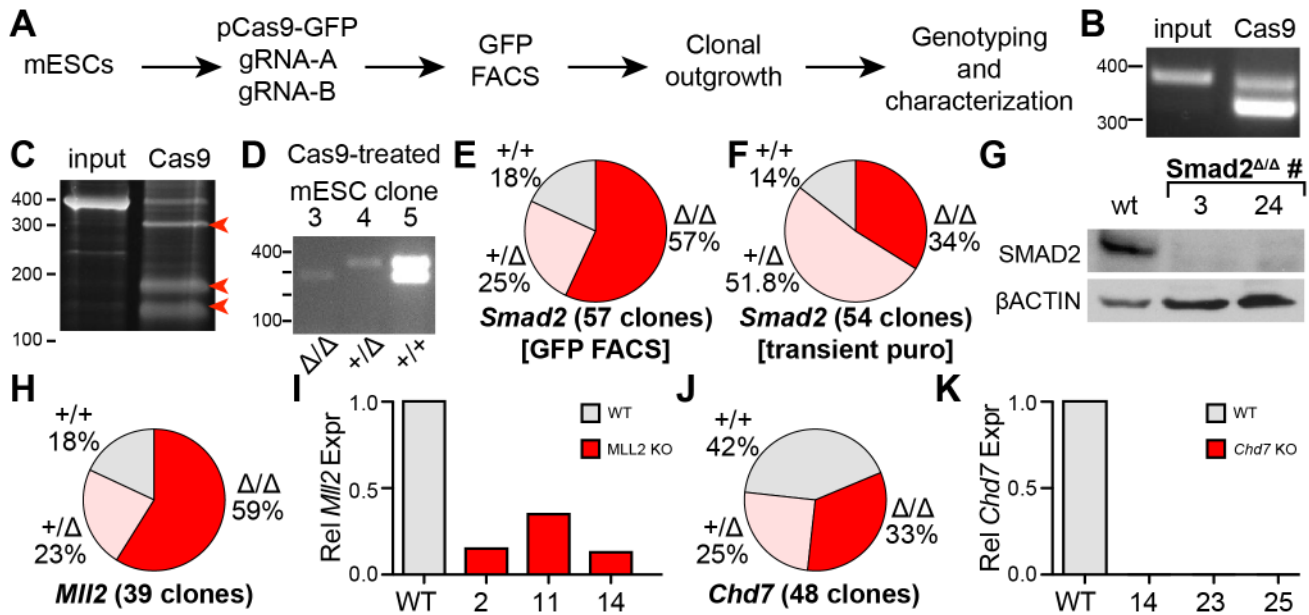 A
mESCs
pCas9-GFP
gRNA-A
gRNA-B
GFP
FACS
Clonal
outgrowth
Genotyping
and
characterization
B
input Cas9
400
300
C
input Cas9
400
300
200
100
D
Cas9-treated
mESC clone
3 4 5
400
100
Δ/Δ +/Δ +/+
E
+/+
18%
Δ/Δ
57%
+/Δ
25%
Smad2 (57 clones)
[GFP FACS]
F
+/+
14%
Δ/Δ
34%
+/Δ
51.8%
Smad2 (54 clones)
[transient puro]
G
Smad2Δ/Δ #
wt 3 24
SMAD2
βACTIN
H
+/+
18%
Δ/Δ
59%
+/Δ
23%
Mll2 (39 clones)
I
Rel Mll2 Expr
1.0
0.5
0.0
WT
MLL2 KO
WT 2 11 14
J
+/+
42%
Δ/Δ
33%
+/Δ
25%
Chd7 (48 clones)
K
Rel Chd7 Expr
1.0
0.5
0.0
WT
Chd7 KO
WT 14 23 25